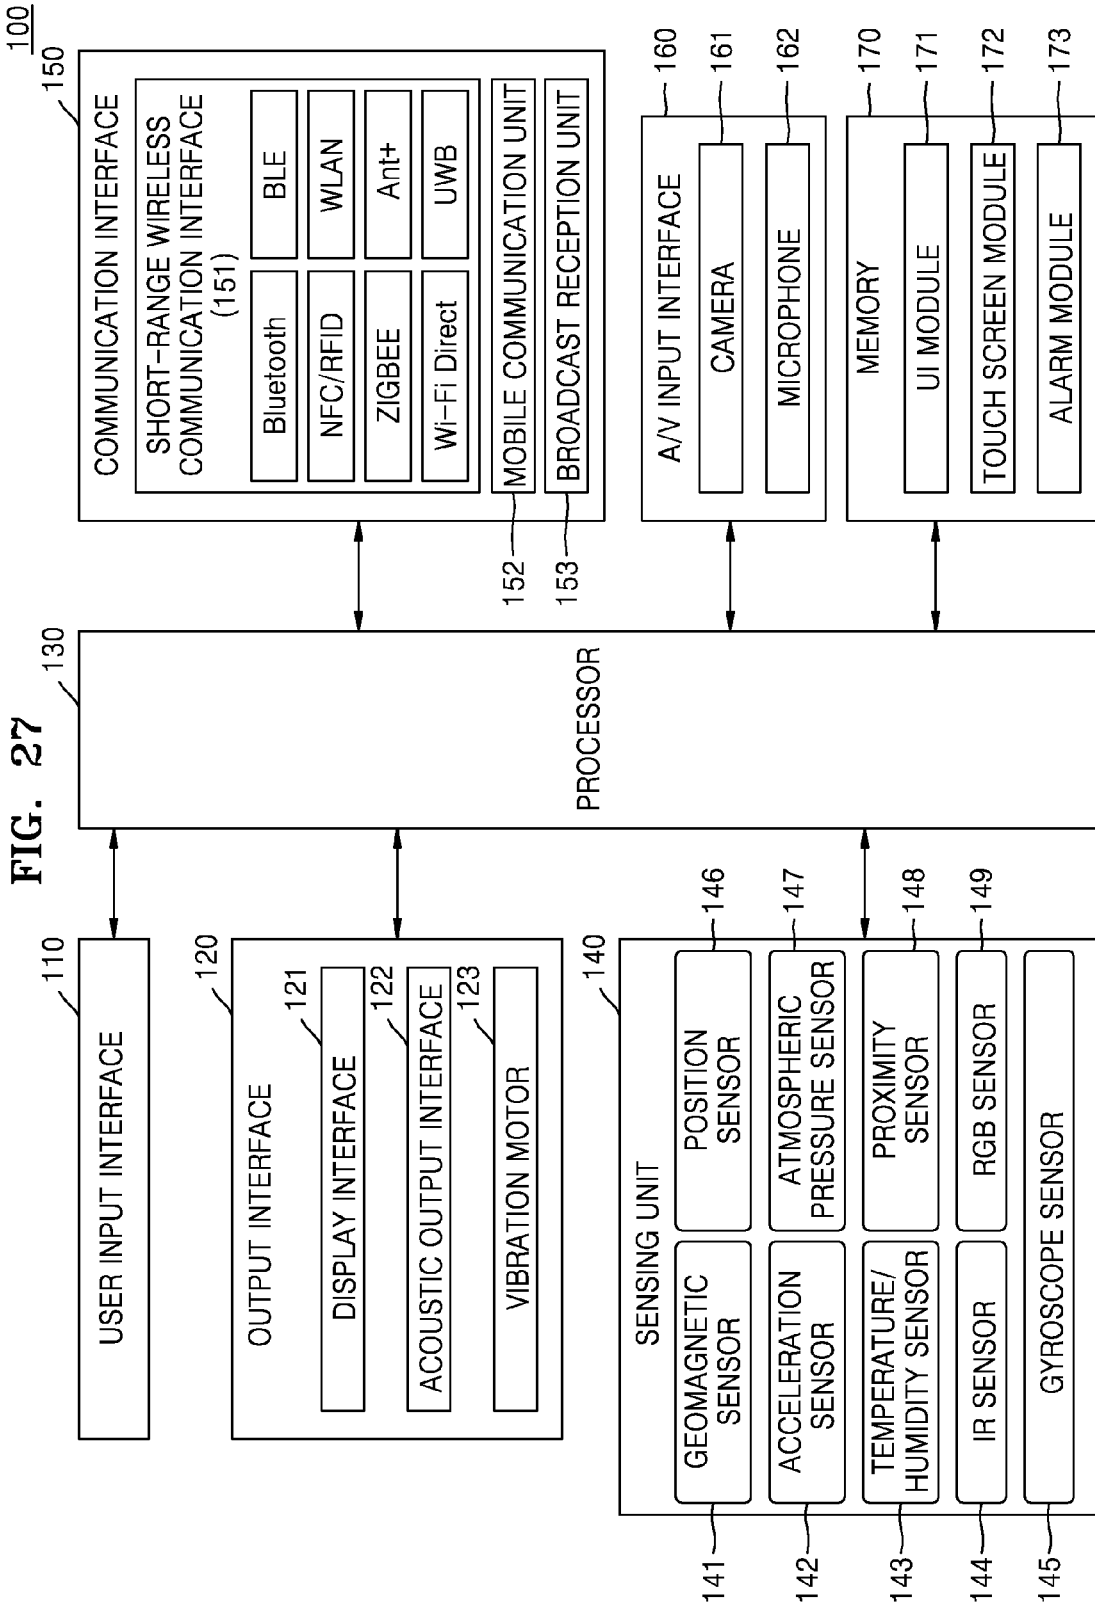 FIG. 27
100
110
USER INPUT INTERFACE
120
OUTPUT INTERFACE
121
DISPLAY INTERFACE
122
ACOUSTIC OUTPUT INTERFACE
123
VIBRATION MOTOR
140
SENSING UNIT
141
GEOMAGNETIC
SENSOR
POSITION
SENSOR
146
142
ACCELERATION
SENSOR
ATMOSPHERIC
PRESSURE SENSOR
147
143
TEMPERATURE/
HUMIDITY SENSOR
PROXIMITY
SENSOR
148
144
IR SENSOR
RGB SENSOR
149
145
GYROSCOPE SENSOR
130
PROCESSOR
150
COMMUNICATION INTERFACE
SHORT-RANGE WIRELESS
COMMUNICATION INTERFACE
(151)
Bluetooth
BLE
NFC/RFID
WLAN
ZIGBEE
Ant+
Wi-Fi Direct
UWB
152
MOBILE COMMUNICATION UNIT
153
BROADCAST RECEPTION UNIT
A/V INPUT INTERFACE
160
CAMERA
161
MICROPHONE
162
MEMORY
170
UI MODULE
171
TOUCH SCREEN MODULE
172
ALARM MODULE
173